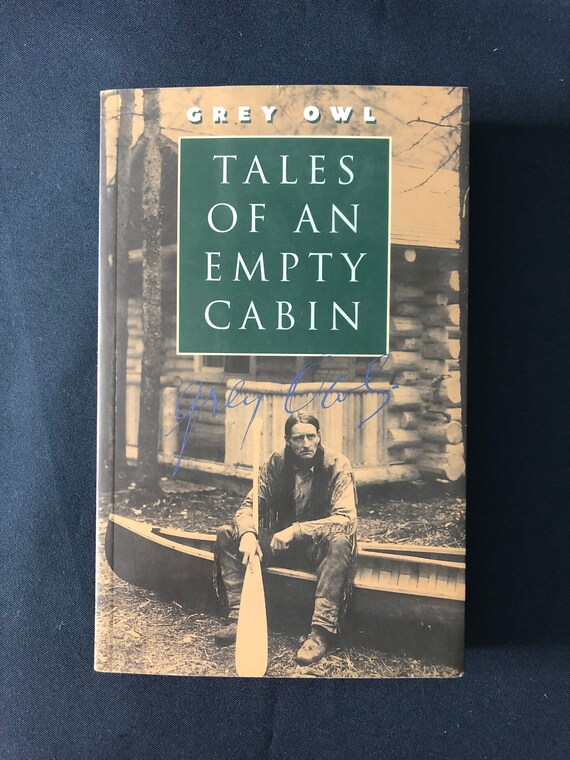 GREY OWL
TALES
OF AN
EMPTY
CABIN
Grey Owl